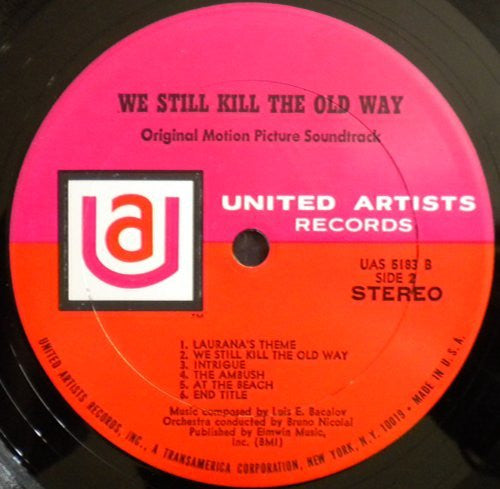 WE STILL KILL THE OLD WAY
Original Motion Picture Soundtrack
ua
UNITED ARTISTS
RECORDS
TM
UAS 5183 B
SIDE 2
STEREO
1. LAURANA'S THEME
2. WE STILL KILL THE OLD WAY
3. INTRIGUE
4. THE AMBUSH
5. AT THE BEACH
6. END TITLE
Music composed by Luis E. Bacalov
Orchestra conducted by Bruno Nicolai
Published by Elmwin Music,
Inc. (BMI)
UNITED ARTISTS RECORDS, INC., A TRANSAMERICA CORPORATION, NEW YORK, N.Y. 10019 • MADE IN U.S.A.